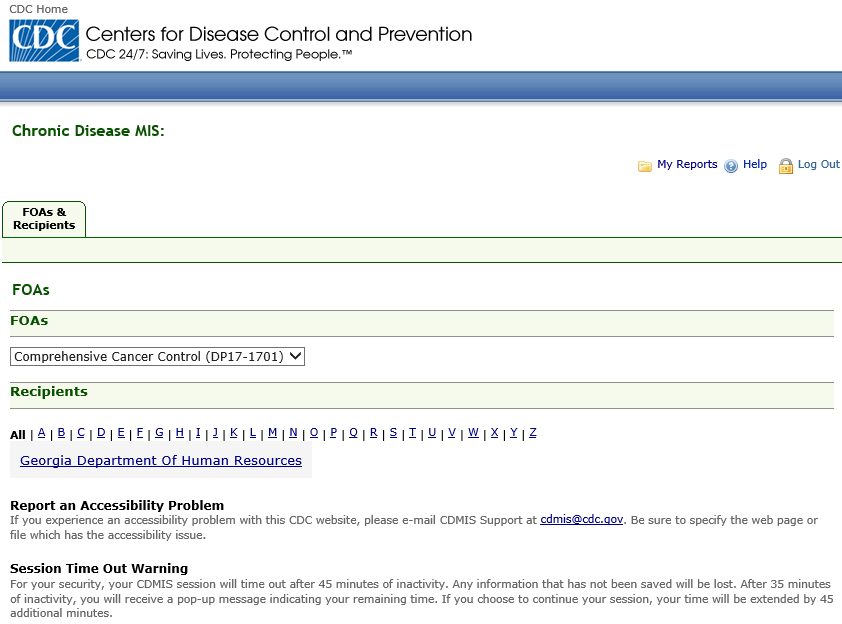 CDC Home
CDC Centers for Disease Control and Prevention
CDC 24/7: Saving Lives. Protecting People.™
Chronic Disease MIS:
My Reports Help Log Out
FOAs &
Recipients
FOAs
FOAs
Comprehensive Cancer Control (DP17-1701)
Recipients
All | A | B | C | D | E | F | G | H | I | J | K | L | M | N | O | P | Q | R | S | T | U | V | W | X | Y | Z
Georgia Department Of Human Resources
Report an Accessibility Problem
If you experience an accessibility problem with this CDC website, please e-mail CDMIS Support at cdmis@cdc.gov. Be sure to specify the web page or
file which has the accessibility issue.
Session Time Out Warning
For your security, your CDMIS session will time out after 45 minutes of inactivity. Any information that has not been saved will be lost. After 35 minutes
of inactivity, you will receive a pop-up message indicating your remaining time. If you choose to continue your session, your time will be extended by 45
additional minutes.